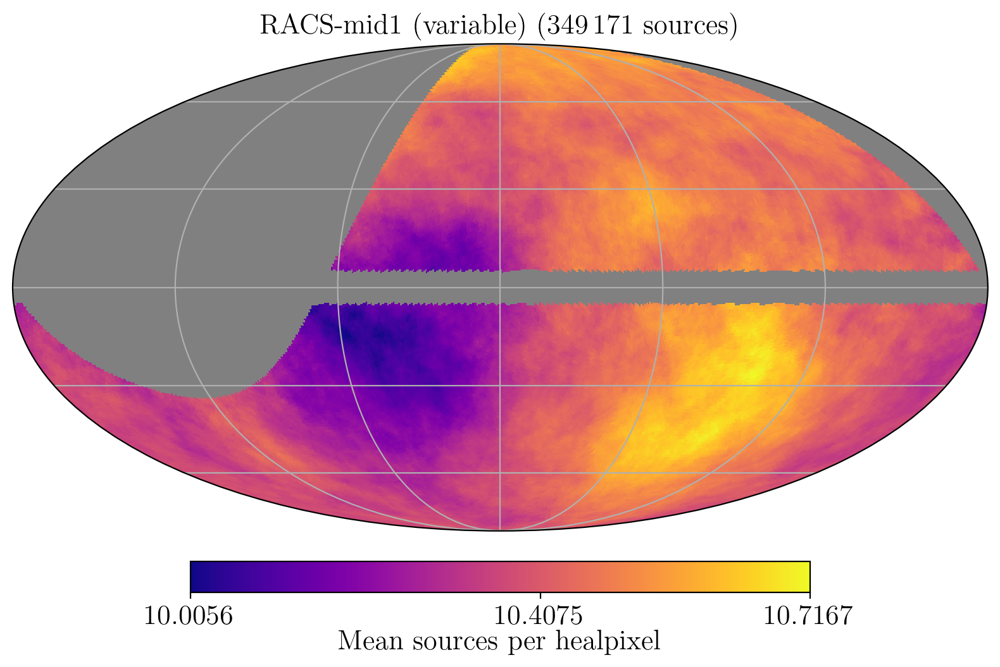 RACS-mid1 (variable) (349 171 sources)
10.0056 10.4075 10.7167
Mean sources per healpixel